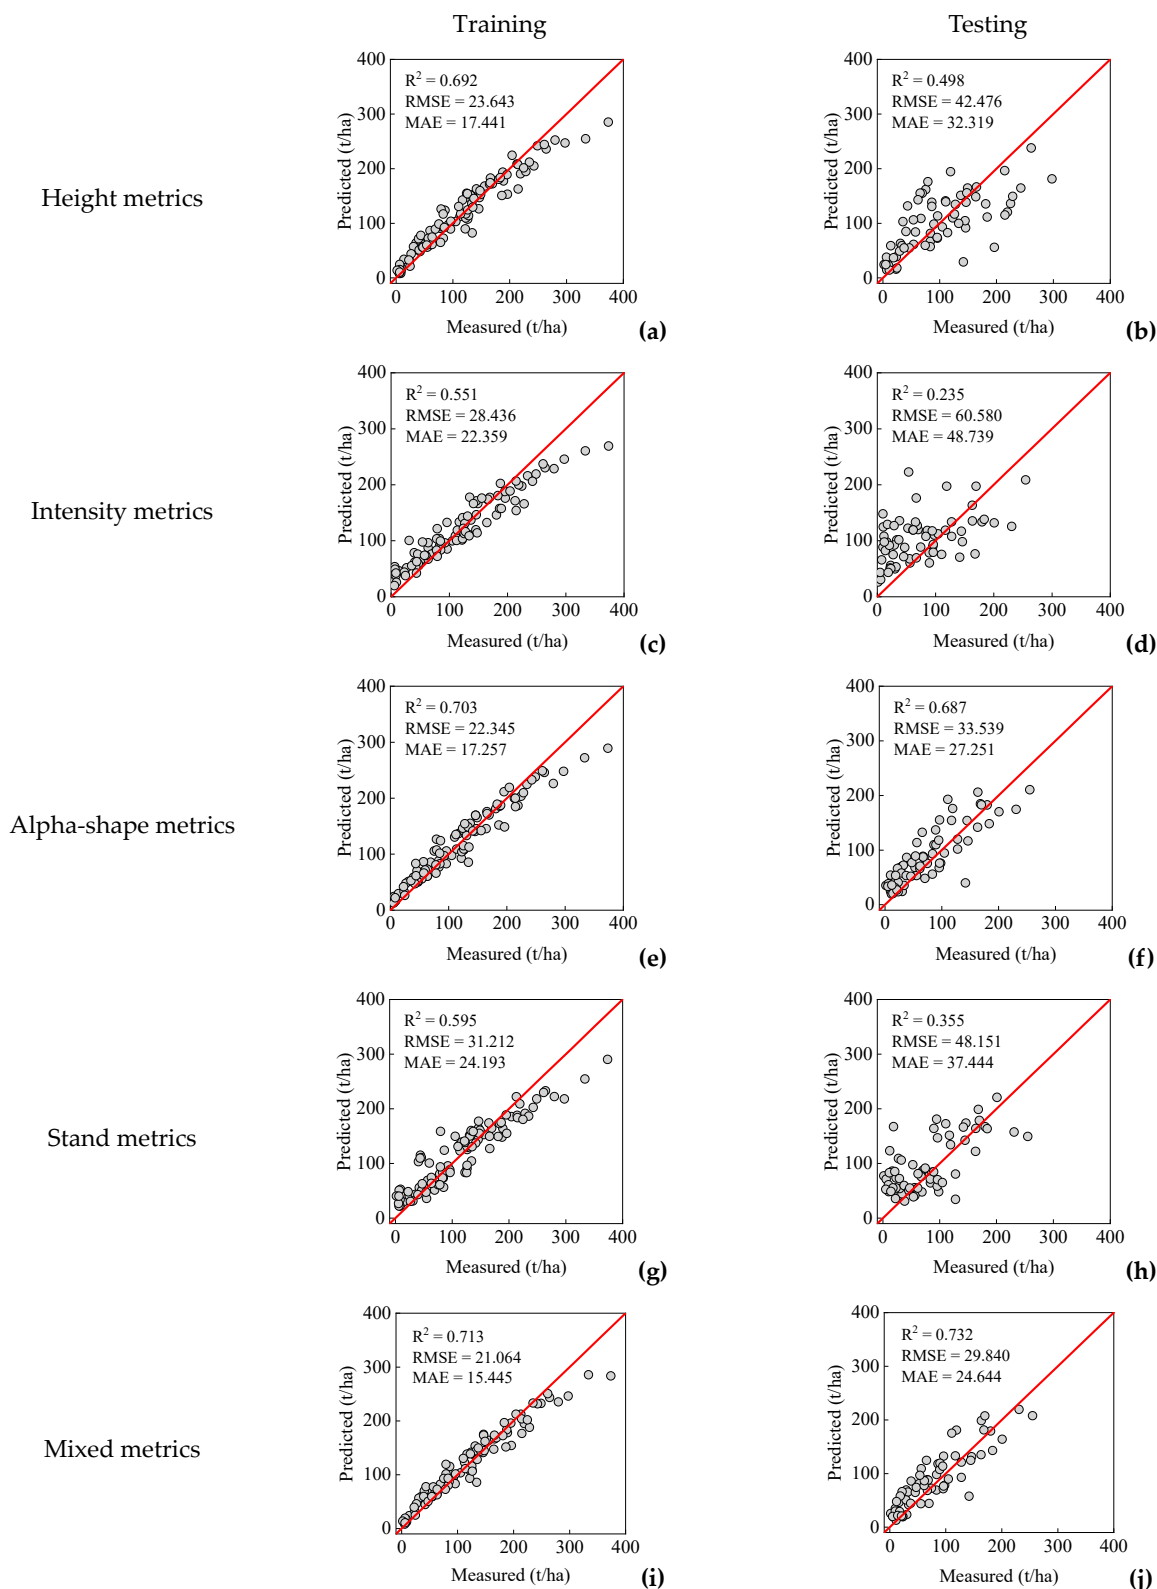 Training
Testing
Height metrics
R² = 0.692
RMSE = 23.643
MAE = 17.441
Predicted (t/ha)
400
300
200
100
0
0 100 200 300 400
Measured (t/ha)
(a)
R² = 0.498
RMSE = 42.476
MAE = 32.319
Predicted (t/ha)
400
300
200
100
0
0 100 200 300 400
Measured (t/ha)
(b)
Intensity metrics
R² = 0.551
RMSE = 28.436
MAE = 22.359
Predicted (t/ha)
400
300
200
100
0
0 100 200 300 400
Measured (t/ha)
(c)
R² = 0.235
RMSE = 60.580
MAE = 48.739
Predicted (t/ha)
400
300
200
100
0
0 100 200 300 400
Measured (t/ha)
(d)
Alpha-shape metrics
R² = 0.703
RMSE = 22.345
MAE = 17.257
Predicted (t/ha)
400
300
200
100
0
0 100 200 300 400
Measured (t/ha)
(e)
R² = 0.687
RMSE = 33.539
MAE = 27.251
Predicted (t/ha)
400
300
200
100
0
0 100 200 300 400
Measured (t/ha)
(f)
Stand metrics
R² = 0.595
RMSE = 31.212
MAE = 24.193
Predicted (t/ha)
400
300
200
100
0
0 100 200 300 400
Measured (t/ha)
(g)
R² = 0.355
RMSE = 48.151
MAE = 37.444
Predicted (t/ha)
400
300
200
100
0
0 100 200 300 400
Measured (t/ha)
(h)
Mixed metrics
R² = 0.713
RMSE = 21.064
MAE = 15.445
Predicted (t/ha)
400
300
200
100
0
0 100 200 300 400
Measured (t/ha)
(i)
R² = 0.732
RMSE = 29.840
MAE = 24.644
Predicted (t/ha)
400
300
200
100
0
0 100 200 300 400
Measured (t/ha)
(j)